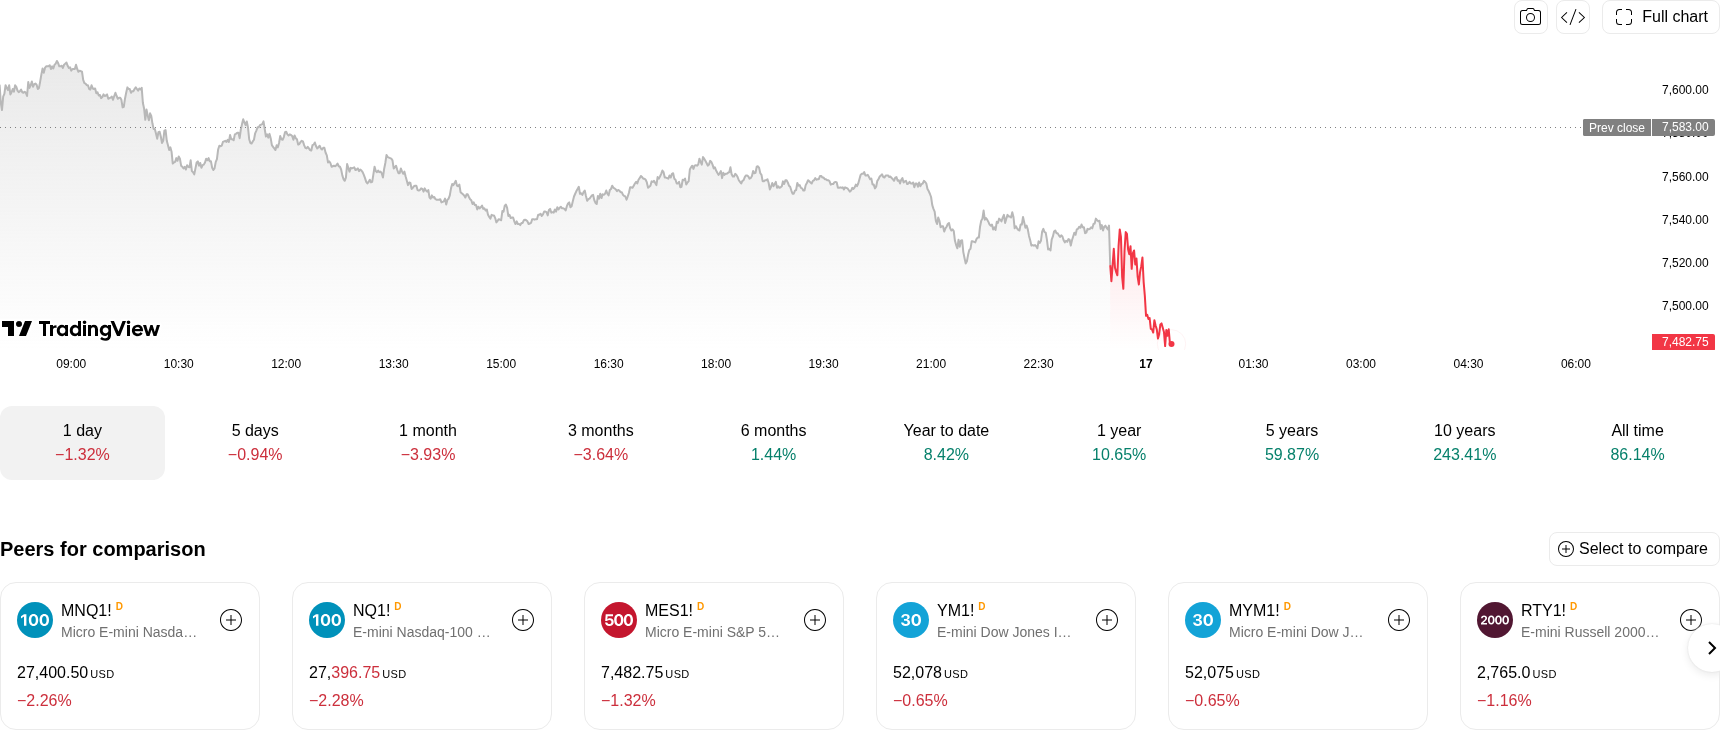 Full chart
7,600.00
Prev close 7,583.00
7,560.00
7,540.00
7,520.00
7,500.00
7,482.75
TradingView
09:00 10:30 12:00 13:30 15:00 16:30 18:00 19:30 21:00 22:30 17 01:30 03:00 04:30 06:00
1 day 5 days 1 month 3 months 6 months Year to date 1 year 5 years 10 years All time
−1.32% −0.94% −3.93% −3.64% 1.44% 8.42% 10.65% 59.87% 243.41% 86.14%
Peers for comparison
Select to compare
100 MNQ1! D
Micro E-mini Nasda…
27,400.50 USD
−2.26%
100 NQ1! D
E-mini Nasdaq-100 …
27,396.75 USD
−2.28%
500 MES1! D
Micro E-mini S&P 5…
7,482.75 USD
−1.32%
30 YM1! D
E-mini Dow Jones I…
52,078 USD
−0.65%
30 MYM1! D
Micro E-mini Dow J…
52,075 USD
−0.65%
2000 RTY1! D
E-mini Russell 2000…
2,765.0 USD
−1.16%